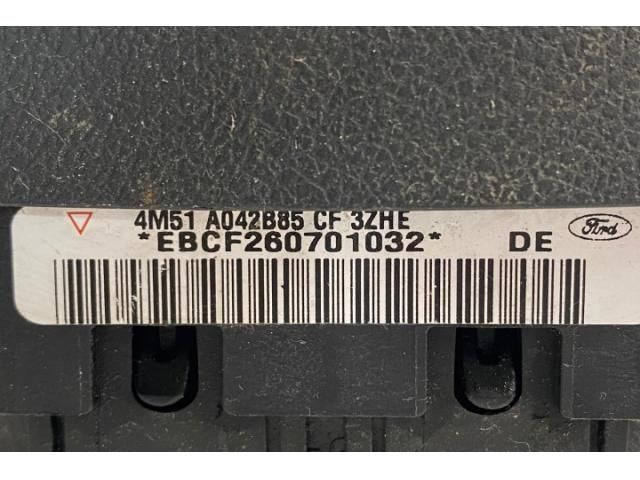 4M51 A042B85 CF 3ZHE
*EBCF260701032* DE
Ford